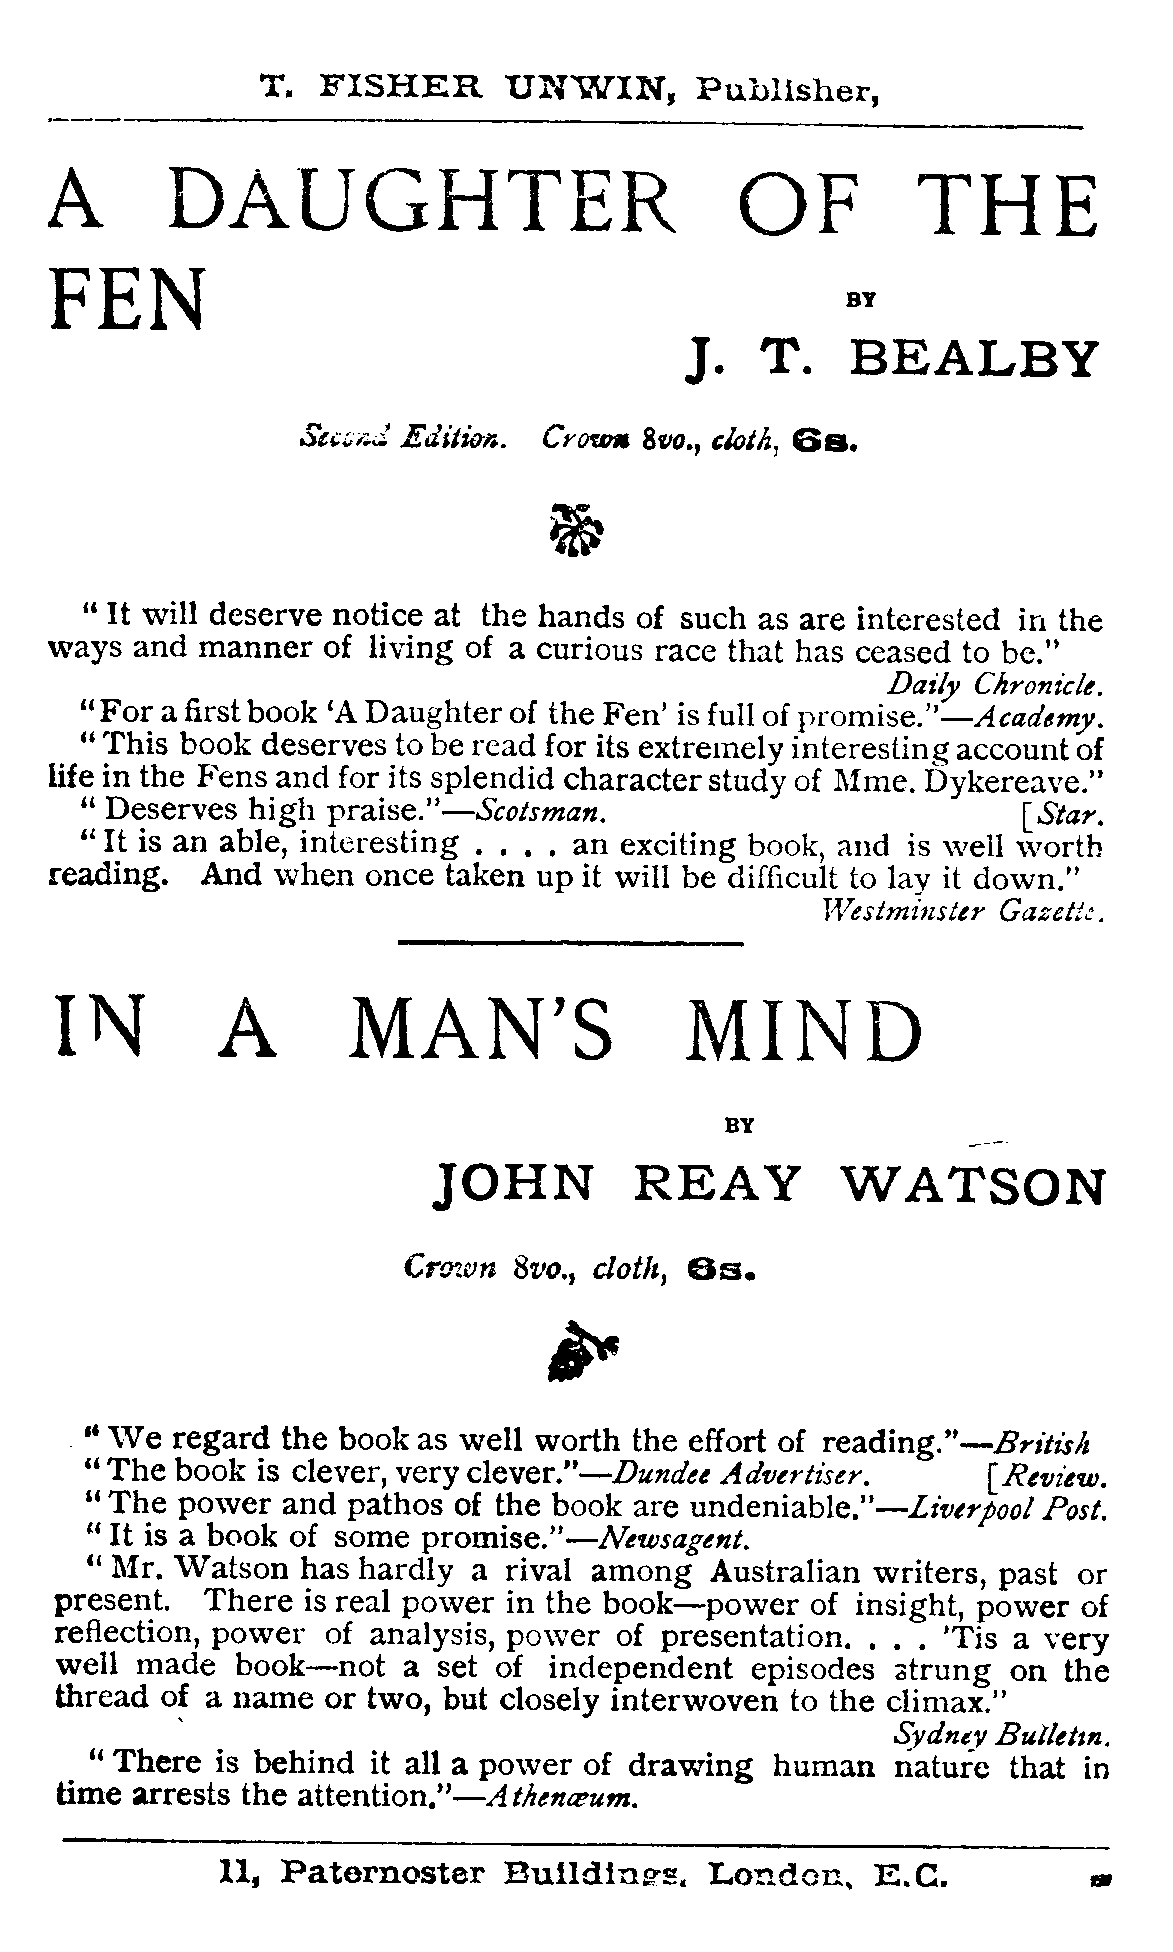 T. FISHER UNWIN, Publisher,
A DAUGHTER OF THE
FEN
BY
J. T. BEALBY
Second Edition. Crown 8vo., cloth, 6s.
“It will deserve notice at the hands of such as are interested in the
ways and manner of living of a curious race that has ceased to be.”
Daily Chronicle.
“For a first book ‘A Daughter of the Fen’ is full of promise.”—Academy.
“This book deserves to be read for its extremely interesting account of
life in the Fens and for its splendid character study of Mme. Dykereave.”
“Deserves high praise.”—Scotsman. [Star.
“It is an able, interesting . . . . an exciting book, and is well worth
reading. And when once taken up it will be difficult to lay it down.”
Westminster Gazette.
IN A MAN'S MIND
BY
JOHN REAY WATSON
Crown 8vo., cloth, 6s.
“We regard the book as well worth the effort of reading.”—British
“The book is clever, very clever.”—Dundee Advertiser. [Review.
“The power and pathos of the book are undeniable.”—Liverpool Post.
“It is a book of some promise.”—Newsagent.
“Mr. Watson has hardly a rival among Australian writers, past or
present. There is real power in the book—power of insight, power of
reflection, power of analysis, power of presentation. . . . 'Tis a very
well made book—not a set of independent episodes strung on the
thread of a name or two, but closely interwoven to the climax.”
Sydney Bulletin.
“There is behind it all a power of drawing human nature that in
time arrests the attention.”—Athenæum.
11, Paternoster Buildings, London, E.C.